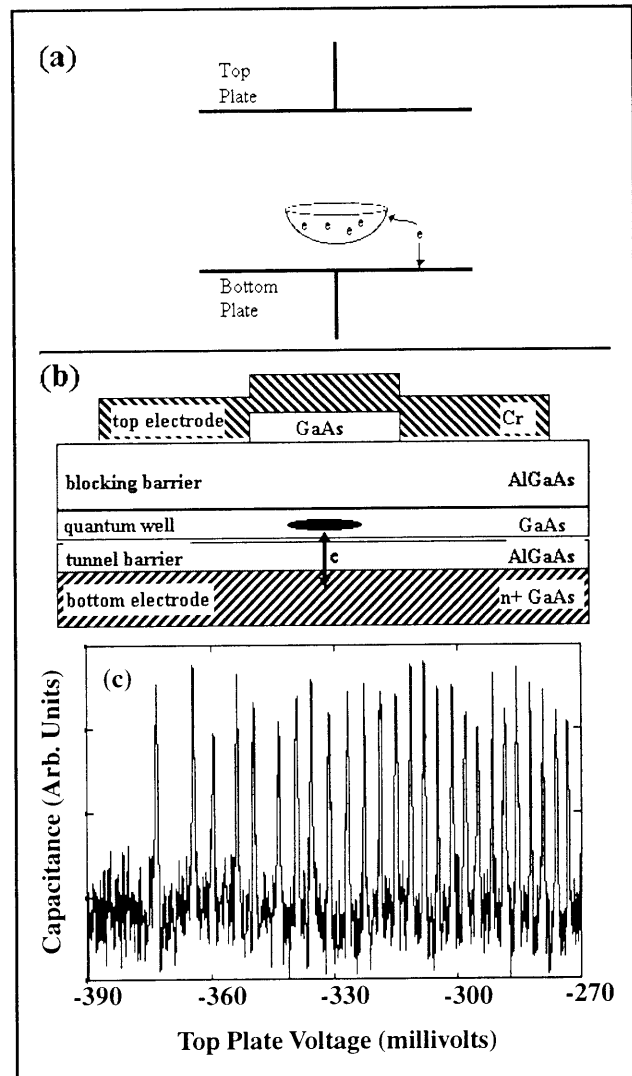 (a)
Top
Plate
e e e e
e
Bottom
Plate
(b)
top electrode GaAs Cr
blocking barrier AlGaAs
quantum well GaAs
tunnel barrier e AlGaAs
bottom electrode n+ GaAs
(c)
Capacitance (Arb. Units)
-390 -360 -330 -300 -270
Top Plate Voltage (millivolts)